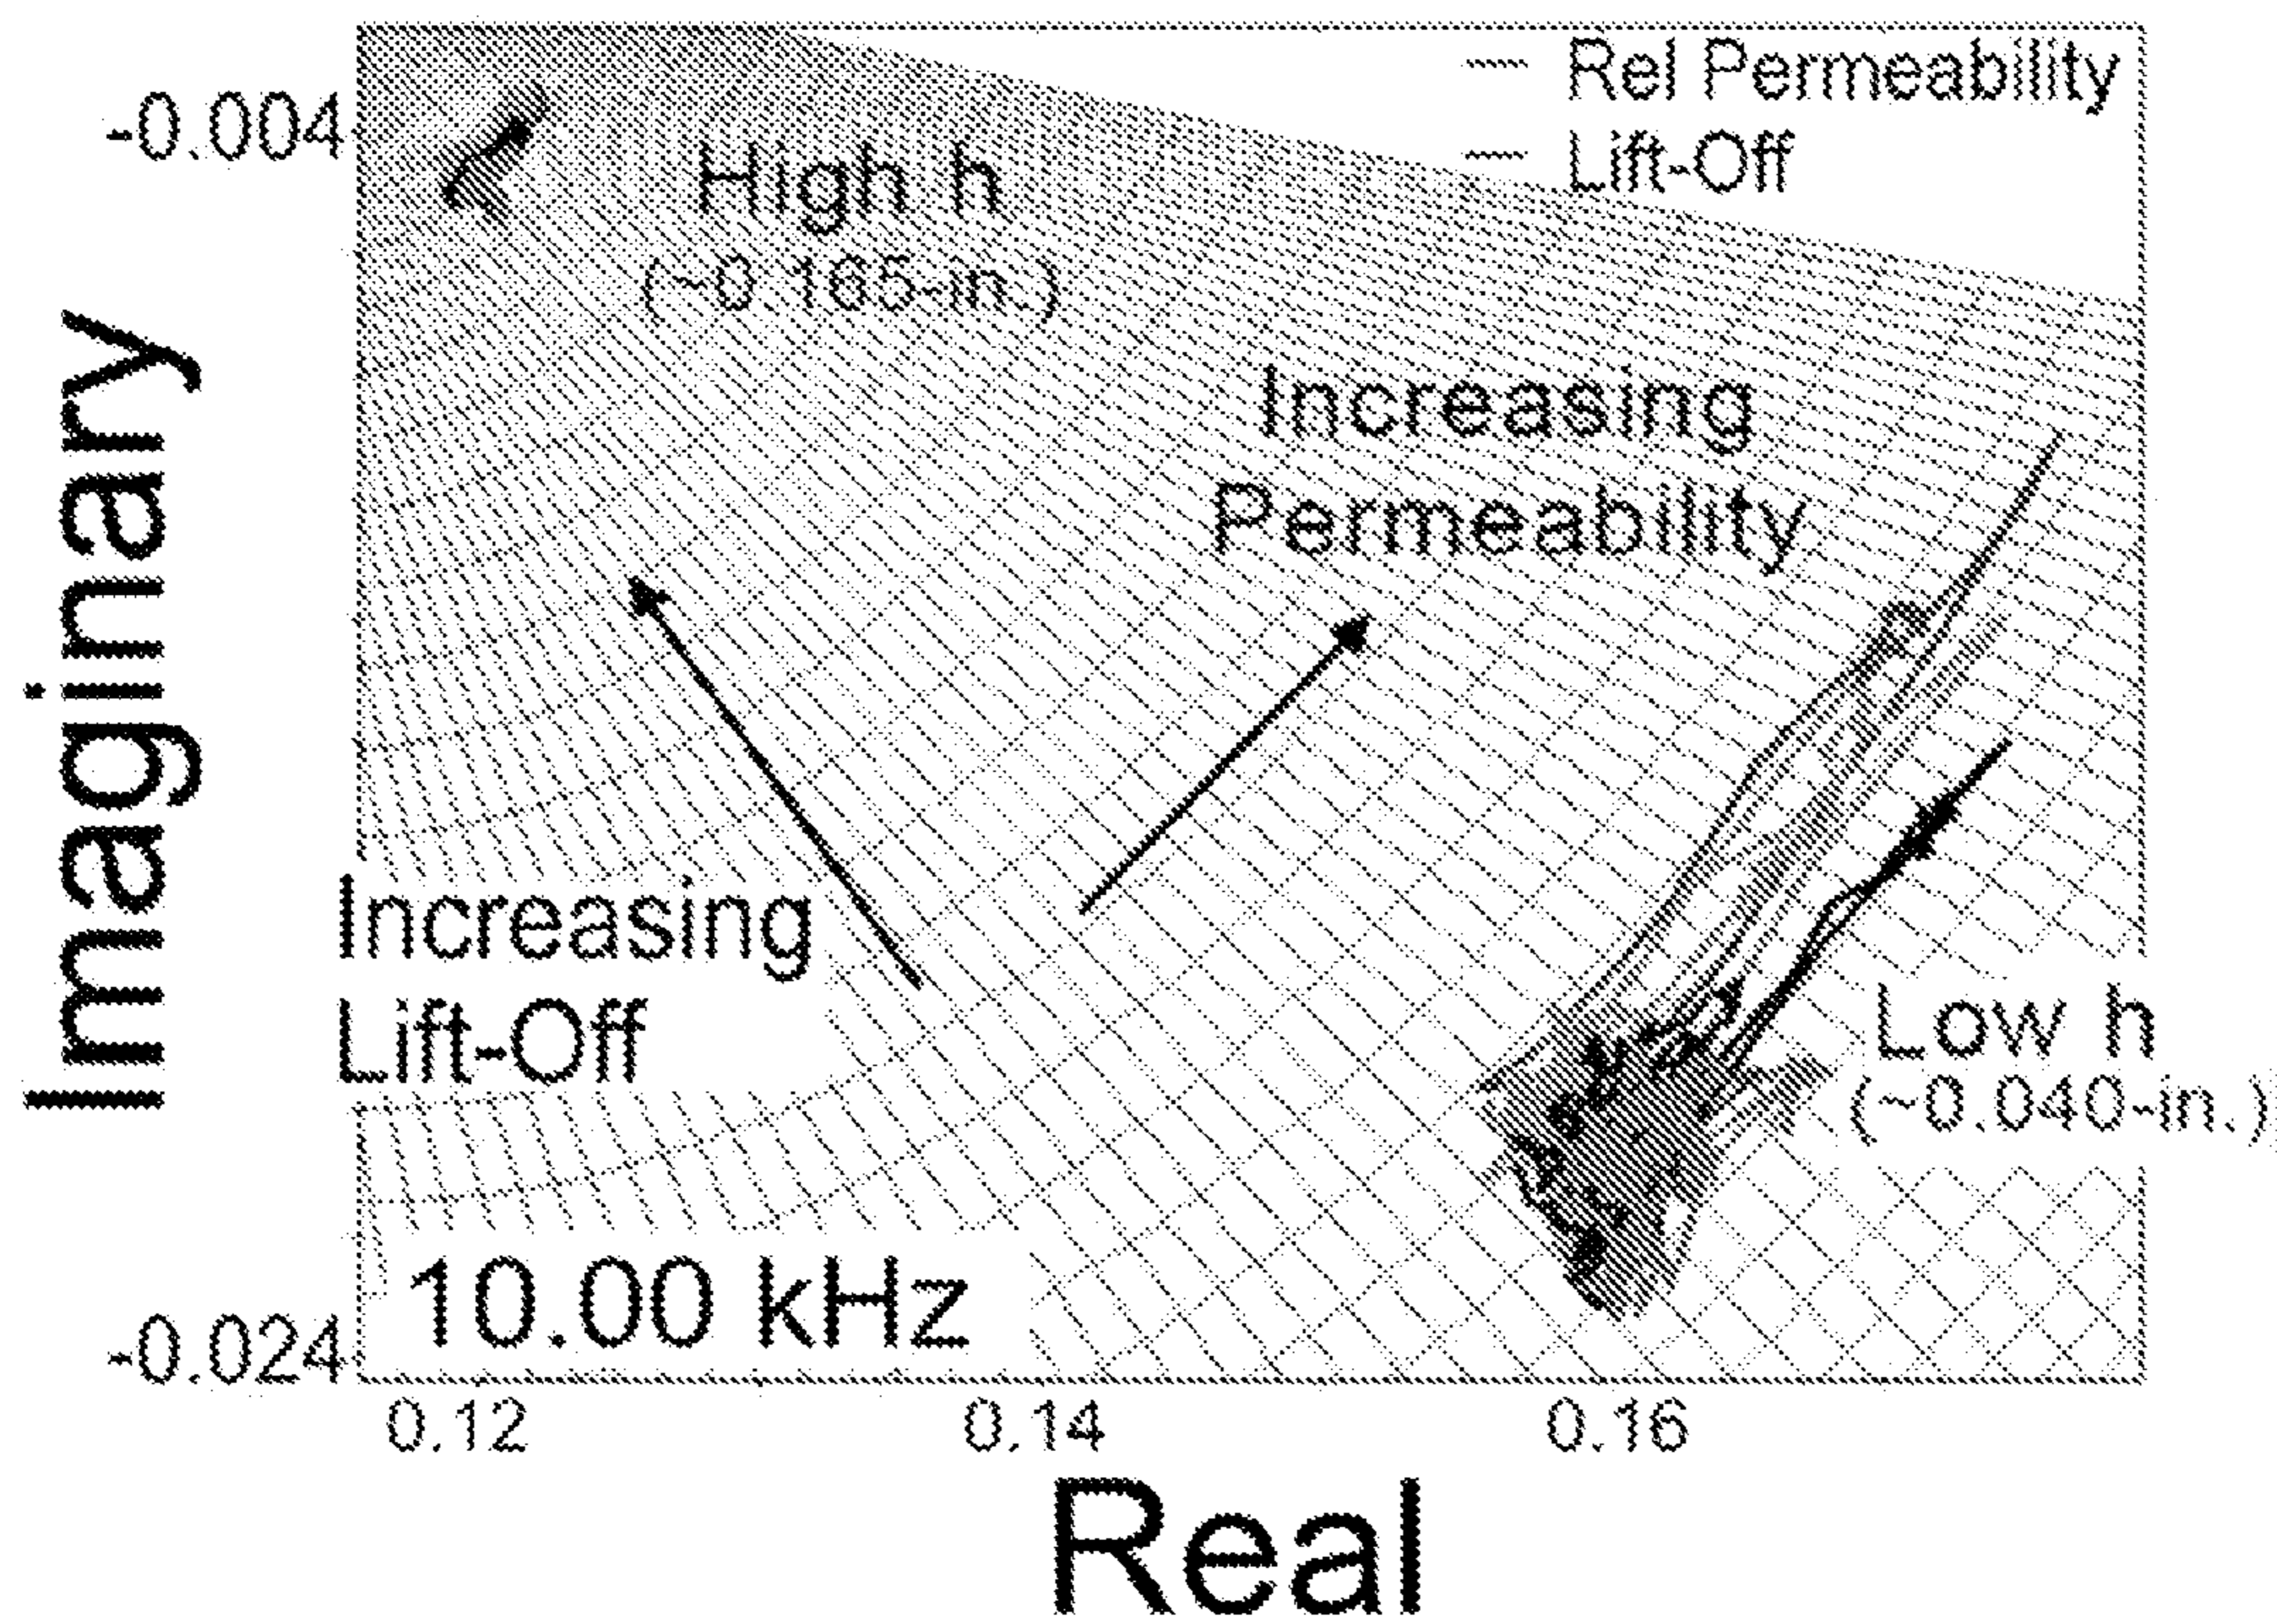 Rel Permeability
Lift-Off
-0.004
High h
(~0.165-in.)
Increasing
Permeability
Imaginary
Increasing
Lift-Off
Low h
(~0.040-in.)
10.00 kHz
-0.024
0.12
0.14
0.16
Real